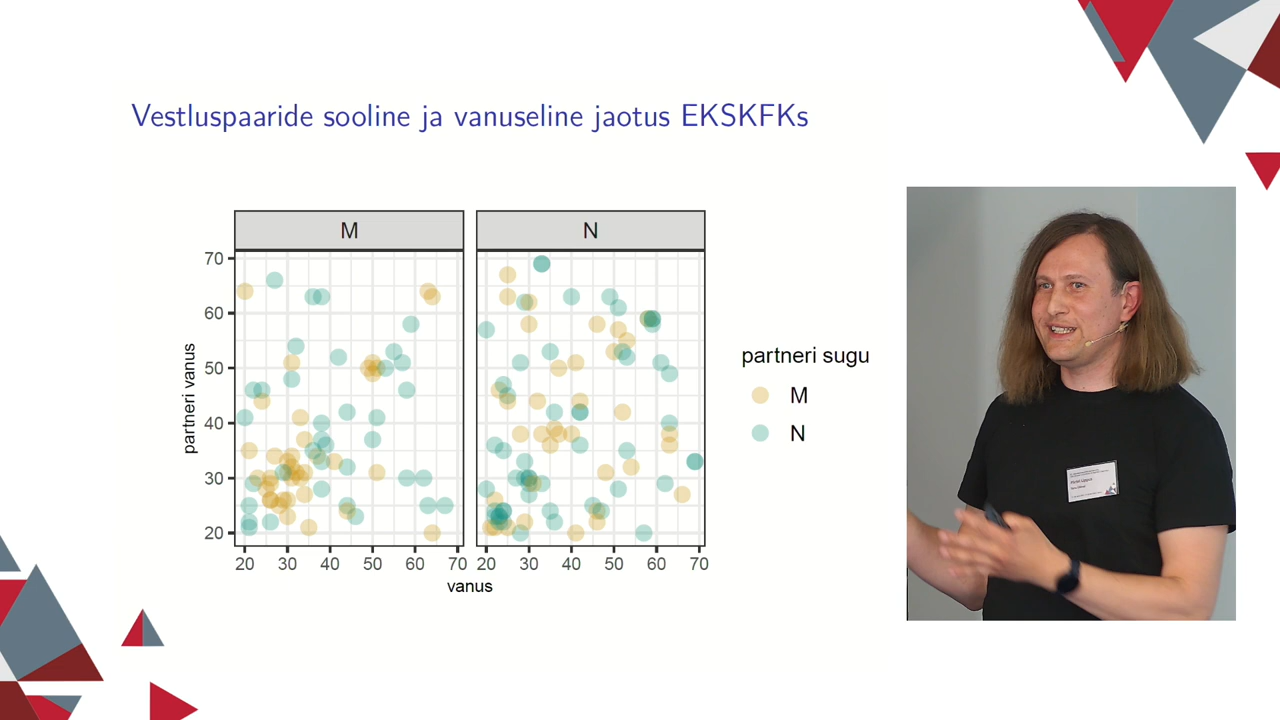 Vestluspaaride sooline ja vanuseline jaotus EKSKFKs
M
N
70
60
50
40
30
20
partneri vanus
20 30 40 50 60 70
20 30 40 50 60 70
vanus
partneri sugu
M
N